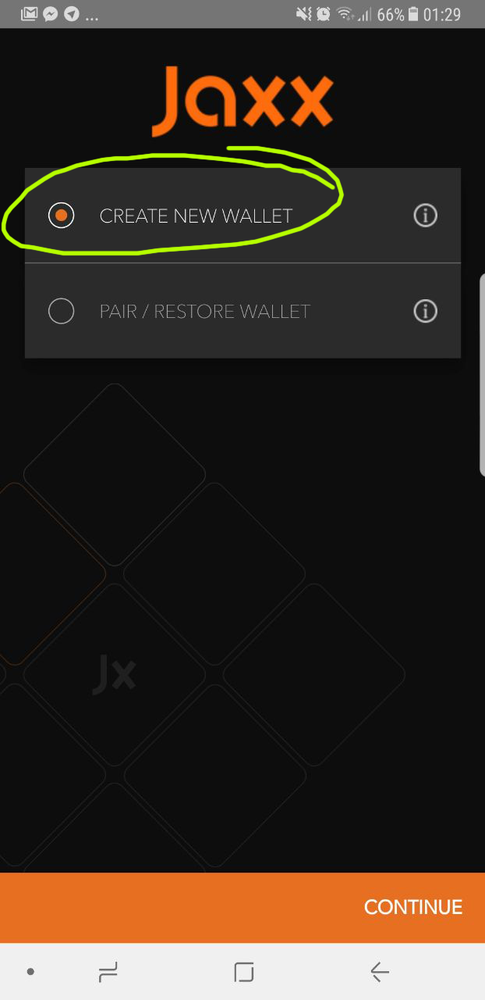 ... 66% 01:29
Jaxx
CREATE NEW WALLET
PAIR / RESTORE WALLET
Jx
CONTINUE